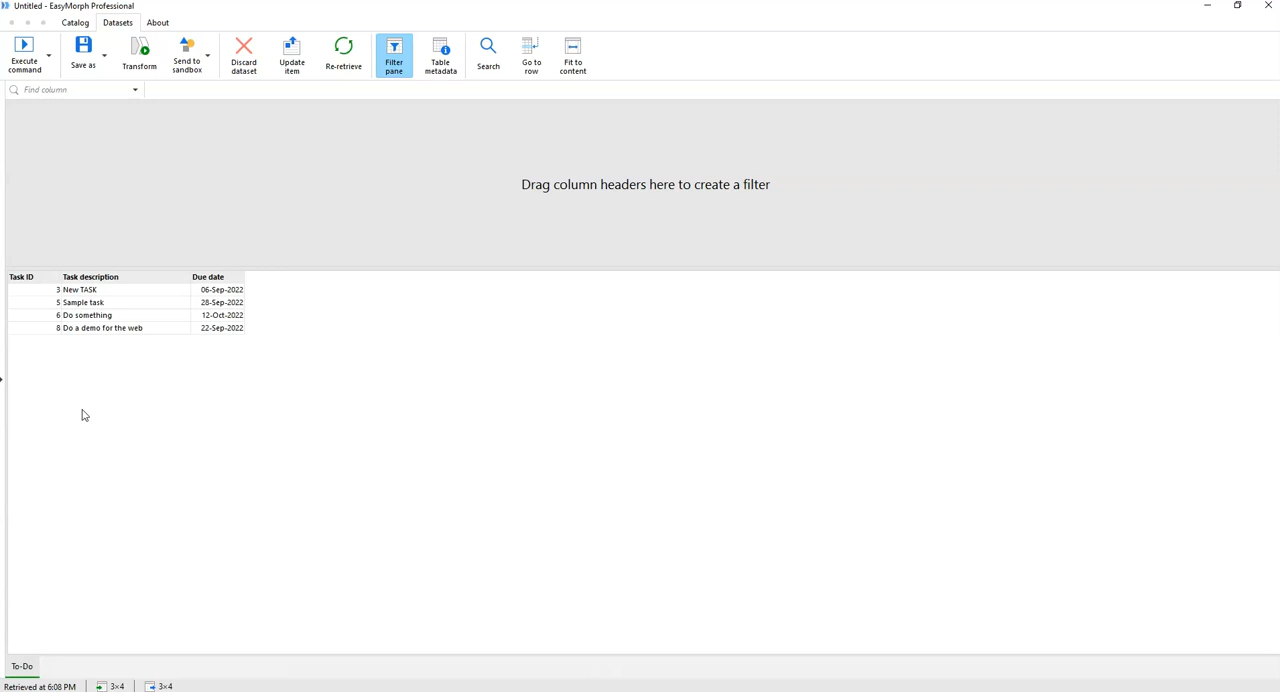 Untitled - EasyMorph Professional
Catalog Datasets About
Execute command
Save as
Transform
Send to sandbox
Discard dataset
Update item
Re-retrieve
Filter pane
Table metadata
Search
Go to row
Fit to content
Find column
Drag column headers here to create a filter
Task ID Task description Due date
3 New TASK 06-Sep-2022
5 Sample task 28-Sep-2022
6 Do something 12-Oct-2022
8 Do a demo for the web 22-Sep-2022
To-Do
Retrieved at 6:08 PM 3×4 3×4